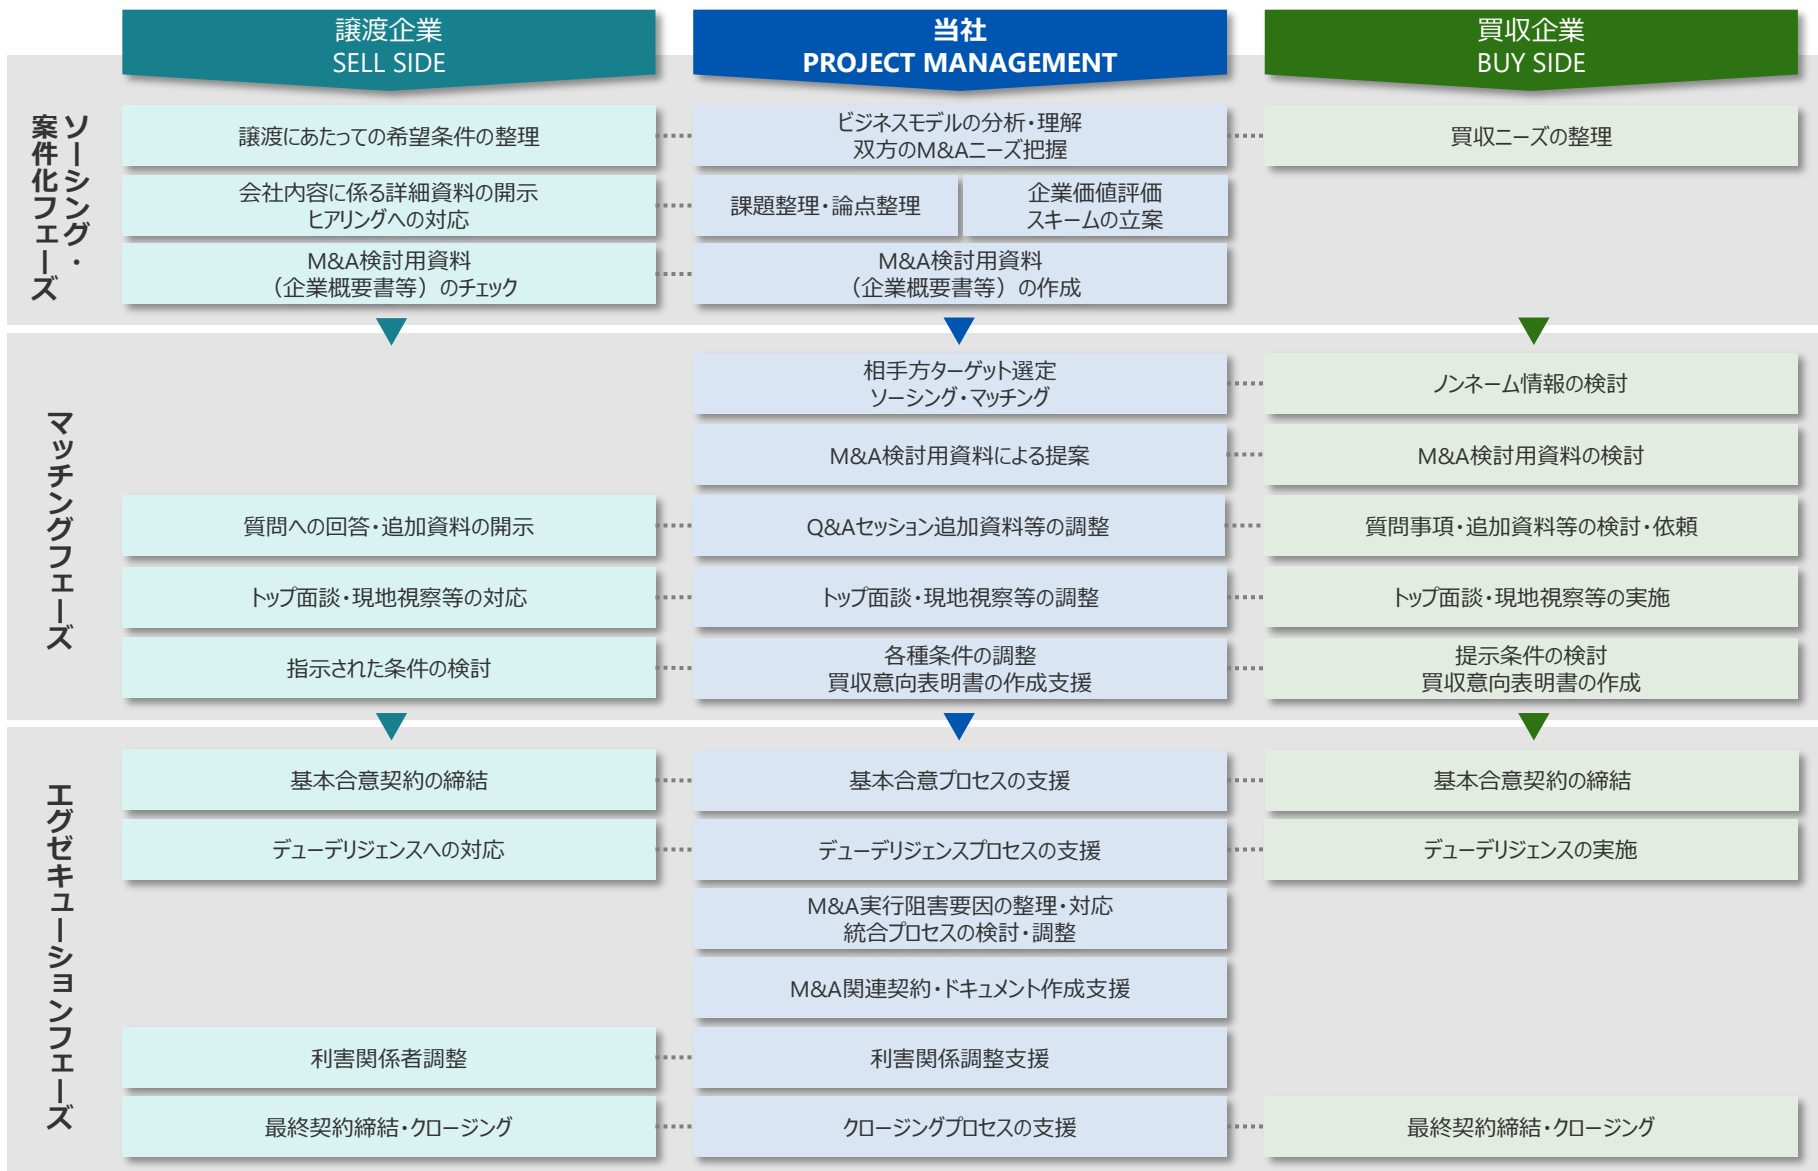 譲渡企業
SELL SIDE
当社
PROJECT MANAGEMENT
買収企業
BUY SIDE
ソーシング・
案件化フェーズ
譲渡にあたっての希望条件の整理
ビジネスモデルの分析・理解
双方のM&Aニーズ把握
買収ニーズの整理
会社内容に係る詳細資料の開示
ヒアリングへの対応
課題整理・論点整理
企業価値評価
スキームの立案
M&A検討用資料
（企業概要書等）のチェック
M&A検討用資料
（企業概要書等）の作成
マッチングフェーズ
相手方ターゲット選定
ソーシング・マッチング
ノンネーム情報の検討
M&A検討用資料による提案
M&A検討用資料の検討
質問への回答・追加資料の開示
Q&Aセッション追加資料等の調整
質問事項・追加資料等の検討・依頼
トップ面談・現地視察等の対応
トップ面談・現地視察等の調整
トップ面談・現地視察等の実施
指示された条件の検討
各種条件の調整
買収意向表明書の作成支援
提示条件の検討
買収意向表明書の作成
エグゼキューションフェーズ
基本合意契約の締結
基本合意プロセスの支援
基本合意契約の締結
デューデリジェンスへの対応
デューデリジェンスプロセスの支援
デューデリジェンスの実施
M&A実行阻害要因の整理・対応
統合プロセスの検討・調整
M&A関連契約・ドキュメント作成支援
利害関係者調整
利害関係調整支援
最終契約締結・クロージング
クロージングプロセスの支援
最終契約締結・クロージング